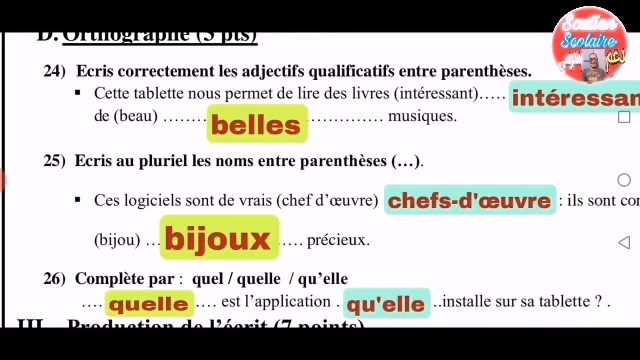 D. Orthographe (5 pts)
Soutien
Scolaire
24) Ecris correctement les adjectifs qualificatifs entre parenthèses.
▪ Cette tablette nous permet de lire des livres (intéressant)….. intéressan
de (beau) ……… belles …………… musiques.
25) Ecris au pluriel les noms entre parenthèses (…).
▪ Ces logiciels sont de vrais (chef d'œuvre) chefs-d'œuvre : ils sont con
(bijou) … bijoux ….. précieux.
26) Complète par : quel / quelle / qu'elle
…. quelle …. est l'application . qu'elle ..installe sur sa tablette ? .
III. Production de l'écrit (7 points)